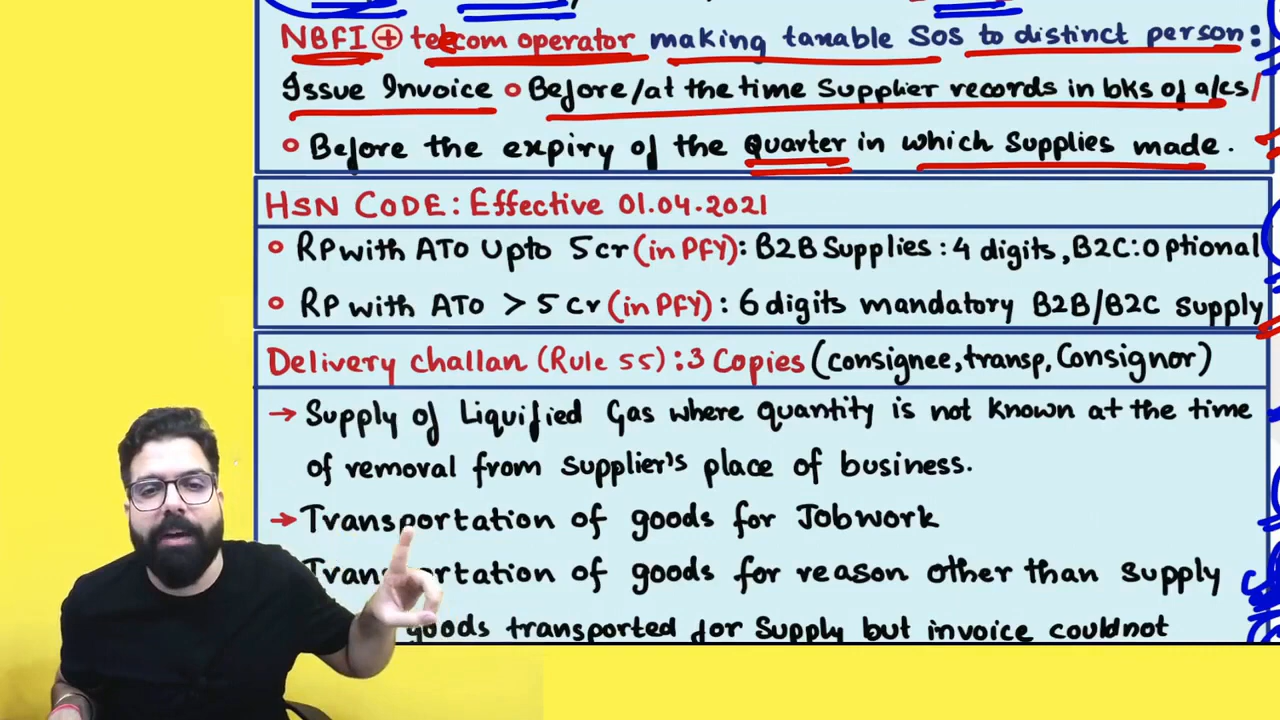 NBFI + telecom operator making taxable SOS to distinct person:
Issue Invoice o Before/at the time Supplier records in bks of a/cs/
o Before the expiry of the quarter in which Supplies made.
HSN CODE: Effective 01.04.2021
o RP with ATO Upto 5cr (in PFY): B2B Supplies: 4 digits, B2C: Optional
o RP with ATO > 5 Cr (in PFY): 6 digits mandatory B2B/B2C supply
Delivery challan (Rule 55): 3 Copies (consignee, transp, Consignor)
→ Supply of Liquified Gas where quantity is not known at the time
of removal from supplier's place of business.
→ Transportation of goods for Jobwork
Transportation of goods for reason other than supply
goods transported for Supply but invoice couldnot